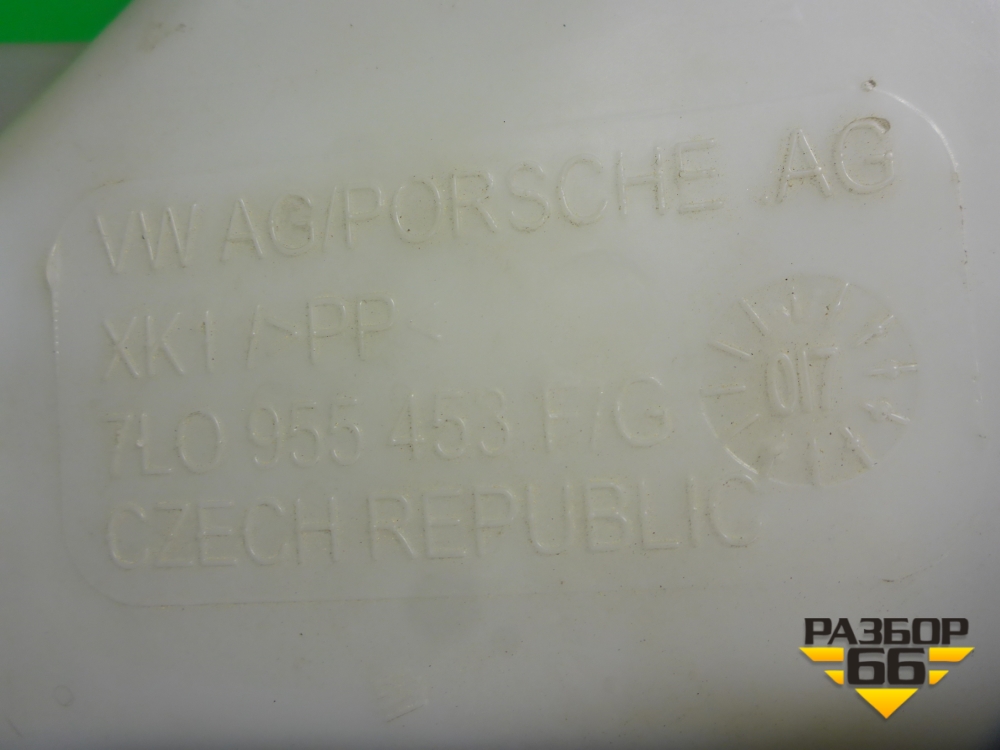 VW AG/PORSCHE AG
XK1 />PP<
7L0 955 453 F/G
017
CZECH REPUBLIC
РАЗБОР
66